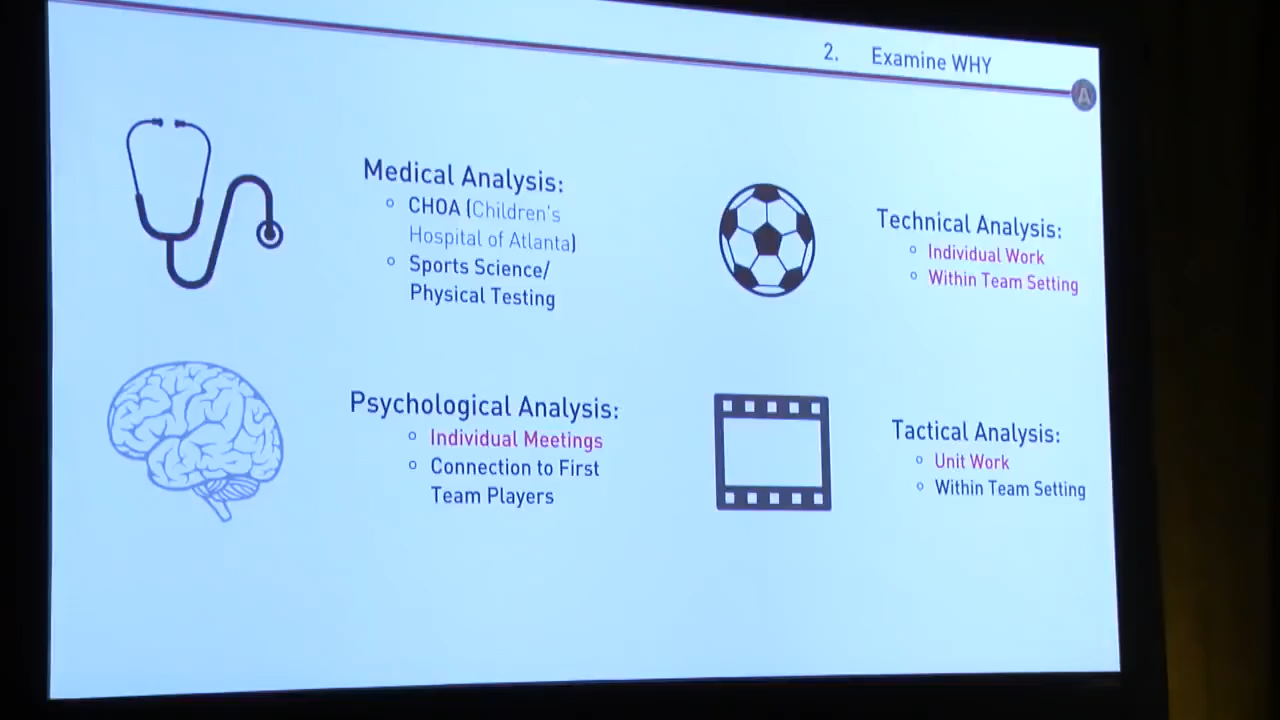 2. Examine WHY
A
Medical Analysis:
CHOA (Children's
Hospital of Atlanta)
Sports Science/
Physical Testing
Technical Analysis:
Individual Work
Within Team Setting
Psychological Analysis:
Individual Meetings
Connection to First
Team Players
Tactical Analysis:
Unit Work
Within Team Setting